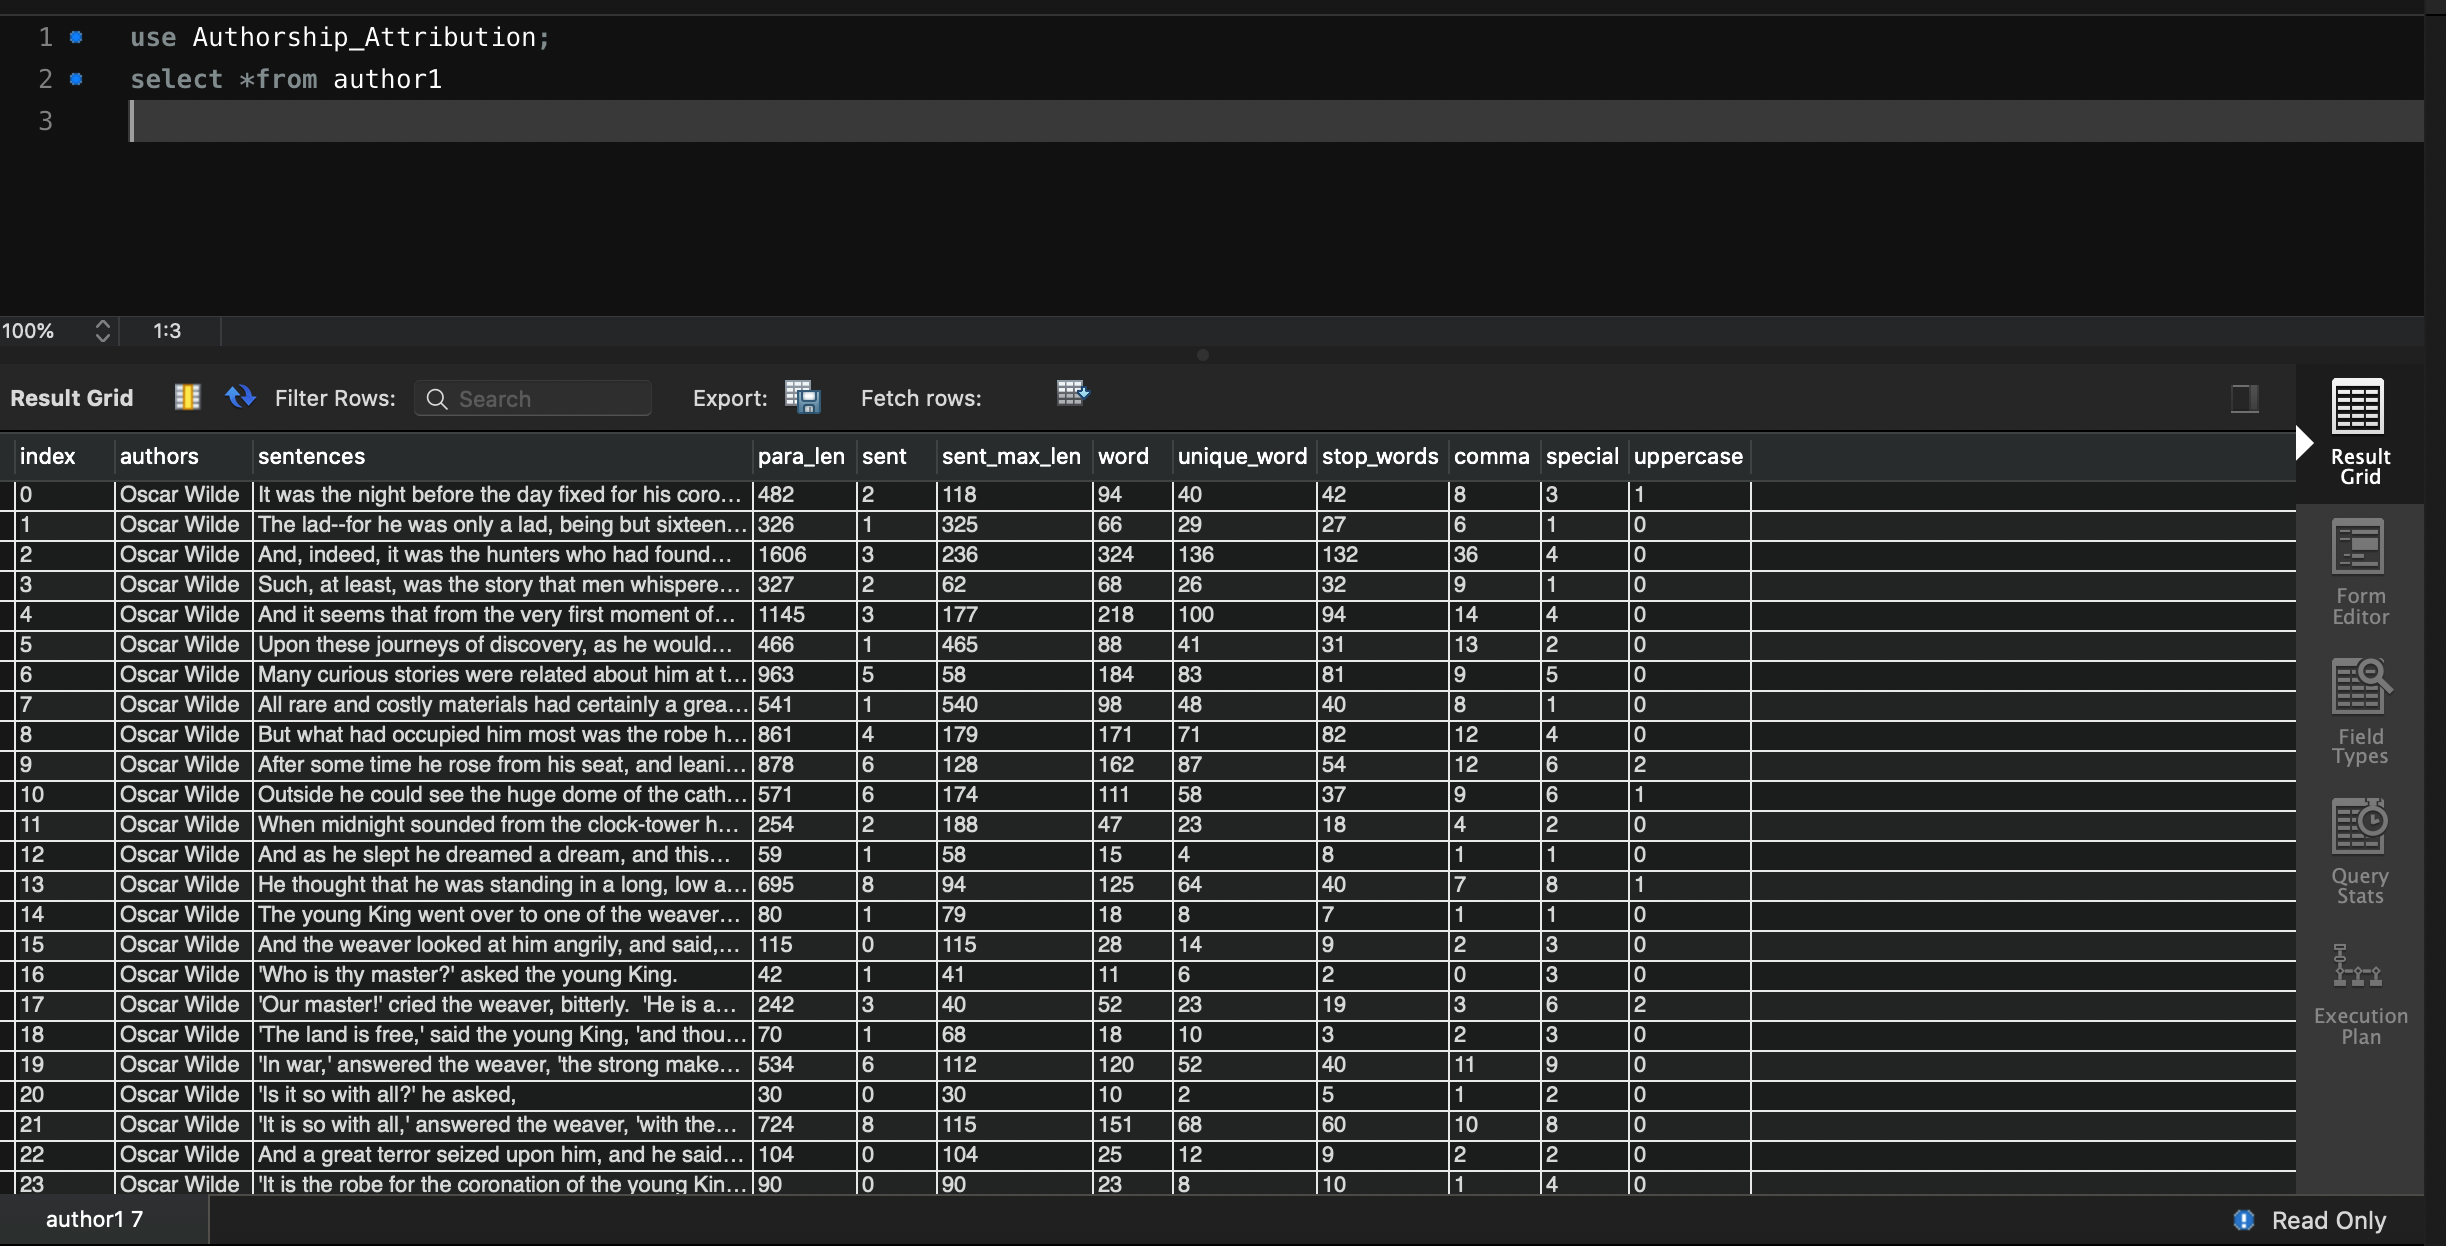 1 use Authorship_Attribution;
2 select *from author1
3
100% 1:3
Result Grid Filter Rows: Search Export: Fetch rows:
index authors sentences para_len sent sent_max_len word unique_word stop_words comma special uppercase
0 Oscar Wilde It was the night before the day fixed for his coro... 482 2 118 94 40 42 8 3 1
1 Oscar Wilde The lad--for he was only a lad, being but sixteen... 326 1 325 66 29 27 6 1 0
2 Oscar Wilde And, indeed, it was the hunters who had found... 1606 3 236 324 136 132 36 4 0
3 Oscar Wilde Such, at least, was the story that men whispere... 327 2 62 68 26 32 9 1 0
4 Oscar Wilde And it seems that from the very first moment of... 1145 3 177 218 100 94 14 4 0
5 Oscar Wilde Upon these journeys of discovery, as he would... 466 1 465 88 41 31 13 2 0
6 Oscar Wilde Many curious stories were related about him at t... 963 5 58 184 83 81 9 5 0
7 Oscar Wilde All rare and costly materials had certainly a grea... 541 1 540 98 48 40 8 1 0
8 Oscar Wilde But what had occupied him most was the robe h... 861 4 179 171 71 82 12 4 0
9 Oscar Wilde After some time he rose from his seat, and leani... 878 6 128 162 87 54 12 6 2
10 Oscar Wilde Outside he could see the huge dome of the cath... 571 6 174 111 58 37 9 6 1
11 Oscar Wilde When midnight sounded from the clock-tower h... 254 2 188 47 23 18 4 2 0
12 Oscar Wilde And as he slept he dreamed a dream, and this... 59 1 58 15 4 8 1 1 0
13 Oscar Wilde He thought that he was standing in a long, low a... 695 8 94 125 64 40 7 8 1
14 Oscar Wilde The young King went over to one of the weaver... 80 1 79 18 8 7 1 1 0
15 Oscar Wilde And the weaver looked at him angrily, and said,... 115 0 115 28 14 9 2 3 0
16 Oscar Wilde 'Who is thy master?' asked the young King. 42 1 41 11 6 2 0 3 0
17 Oscar Wilde 'Our master!' cried the weaver, bitterly.  'He is a... 242 3 40 52 23 19 3 6 2
18 Oscar Wilde 'The land is free,' said the young King, 'and thou... 70 1 68 18 10 3 2 3 0
19 Oscar Wilde 'In war,' answered the weaver, 'the strong make... 534 6 112 120 52 40 11 9 0
20 Oscar Wilde 'Is it so with all?' he asked, 30 0 30 10 2 5 1 2 0
21 Oscar Wilde 'It is so with all,' answered the weaver, 'with the... 724 8 115 151 68 60 10 8 0
22 Oscar Wilde And a great terror seized upon him, and he said... 104 0 104 25 12 9 2 2 0
23 Oscar Wilde 'It is the robe for the coronation of the young Kin... 90 0 90 23 8 10 1 4 0
Result
Grid
Form
Editor
Field
Types
Query
Stats
Execution
Plan
author1 7 Read Only